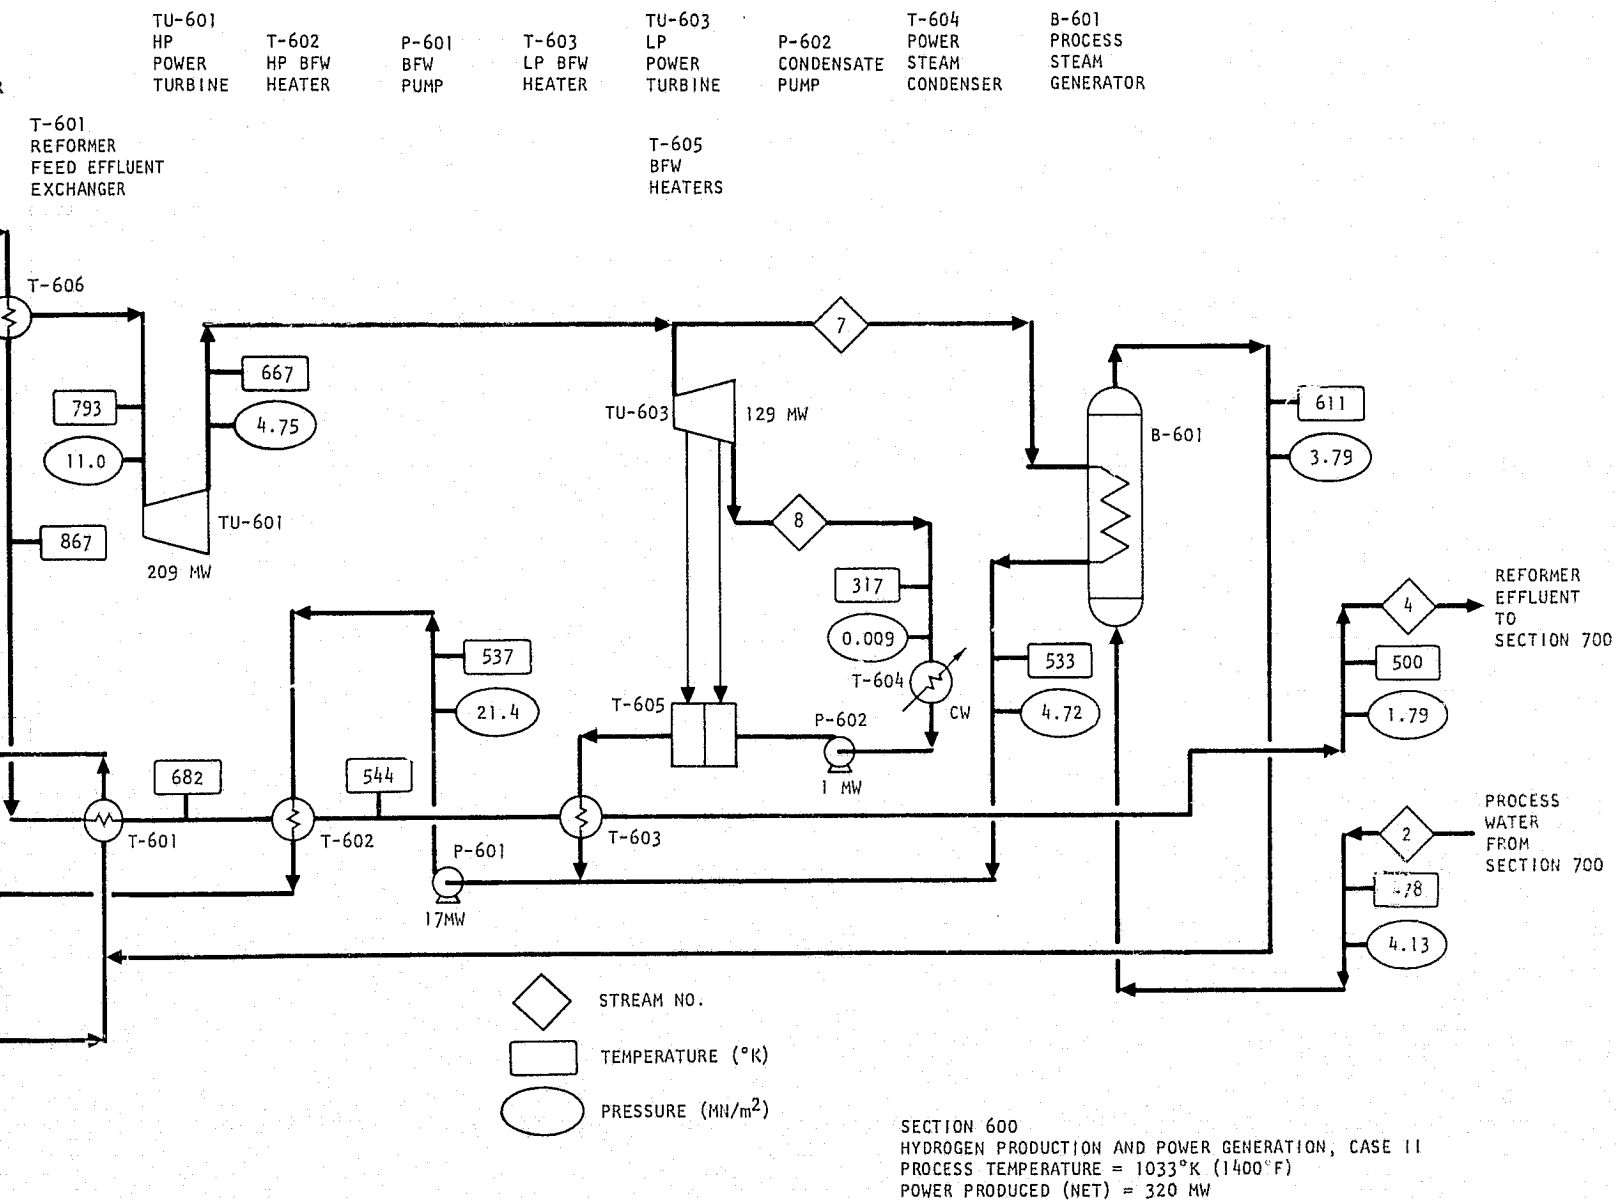 TU-601
HP
POWER
TURBINE
T-602
HP BFW
HEATER
P-601
BFW
PUMP
T-603
LP BFW
HEATER
TU-603
LP
POWER
TURBINE
P-602
CONDENSATE
PUMP
T-604
POWER
STEAM
CONDENSER
B-601
PROCESS
STEAM
GENERATOR
R
T-601
REFORMER
FEED EFFLUENT
EXCHANGER
T-605
BFW
HEATERS
T-606
793
11.0
867
667
4.75
TU-601
209 MW
TU-603
129 MW
7
8
B-601
611
3.79
317
0.009
T-604
CW
533
4.72
REFORMER
EFFLUENT
TO
SECTION 700
4
500
1.79
537
21.4
T-605
P-602
1 MW
682
544
T-601
T-602
T-603
P-601
17MW
PROCESS
WATER
FROM
SECTION 700
2
4.13
STREAM NO.
TEMPERATURE (°K)
PRESSURE (MN/m²)
SECTION 600
HYDROGEN PRODUCTION AND POWER GENERATION, CASE II
PROCESS TEMPERATURE = 1033°K (1400°F)
POWER PRODUCED (NET) = 320 MW